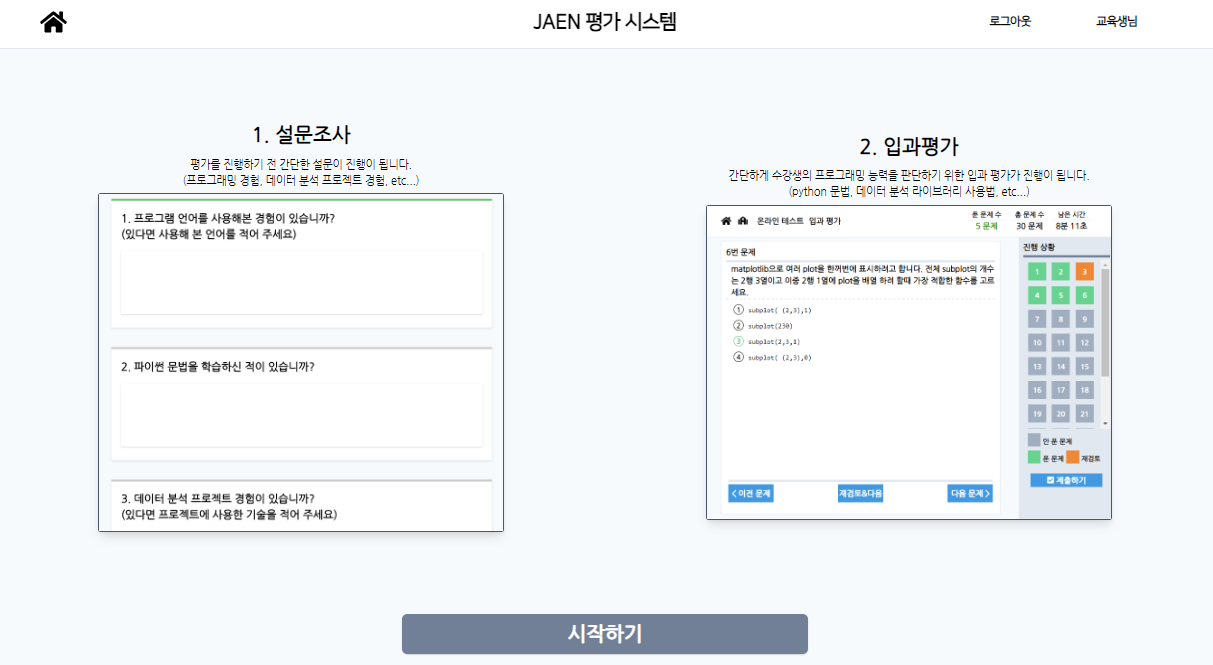 JAEN 평가 시스템
로그아웃
교육생님
1. 설문조사
평가를 진행하기 전 간단한 설문이 진행이 됩니다.
(프로그래밍 경험, 데이터 분석 프로젝트 경험, etc...)
1. 프로그램 언어를 사용해본 경험이 있습니까?
(있다면 사용해 본 언어를 적어 주세요)
2. 파이썬 문법을 학습하신 적이 있습니까?
3. 데이터 분석 프로젝트 경험이 있습니까?
(있다면 프로젝트에 사용한 기술을 적어 주세요)
2. 입과평가
간단하게 수강생의 프로그래밍 능력을 판단하기 위한 입과 평가가 진행이 됩니다.
(python 문법, 데이터 분석 라이브러리 사용법, etc...)
온라인 테스트 입과 평가
푼 문제 수 총 문제 수 남은 시간
5 문제 30 문제 8분 11초
6번 문제
matplotlib으로 여러 plot을 한꺼번에 표시하려고 합니다. 전체 subplot의 개수
는 2행 3열이고 이중 2행 1열에 plot을 배열 하려 할때 가장 적합한 함수를 고르
세요.
1 subplot( (2,3),1)
2 subplot(230)
3 subplot(2,3,1)
4 subplot( (2,3),0)
이전 문제
재검토&다음
다음 문제
진행 상황
1 2 3
4 5 6
7 8 9
10 11 12
13 14 15
16 17 18
19 20 21
안 푼 문제
푼 문제 재검토
제출하기
시작하기